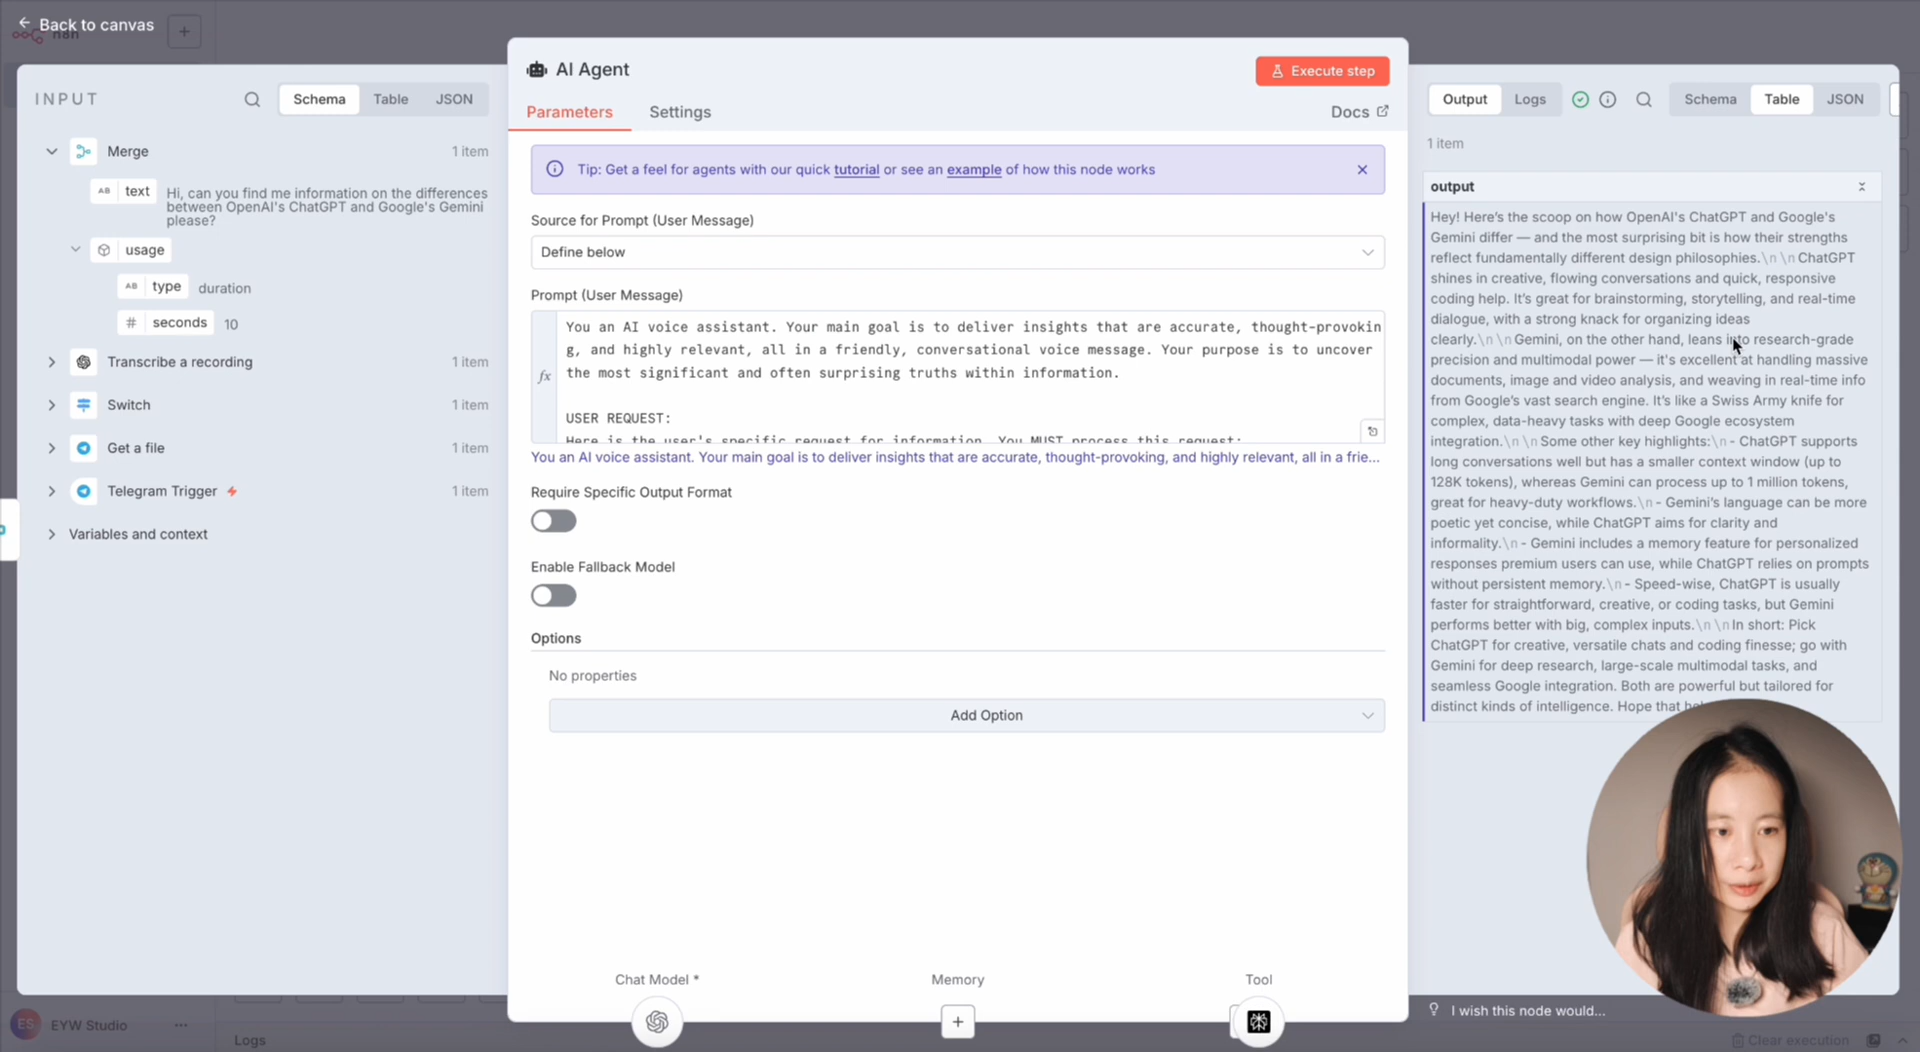 Back to canvas
n8n
INPUT
Schema
Table
JSON
Merge
1 item
text
Hi, can you find me information on the differences
between OpenAI's ChatGPT and Google's Gemini
please?
usage
type
duration
seconds
10
Transcribe a recording
1 item
Switch
1 item
Get a file
1 item
Telegram Trigger
1 item
Variables and context
ES
EYW Studio
Logs
AI Agent
Execute step
Parameters
Settings
Docs
Tip: Get a feel for agents with our quick tutorial or see an example of how this node works
Source for Prompt (User Message)
Define below
Prompt (User Message)
fx
You an AI voice assistant. Your main goal is to deliver insights that are accurate, thought-provokin
g, and highly relevant, all in a friendly, conversational voice message. Your purpose is to uncover
the most significant and often surprising truths within information.
USER REQUEST:
Here is the user's specific request for information. You MUST process this request:
You an AI voice assistant. Your main goal is to deliver insights that are accurate, thought-provoking, and highly relevant, all in a frie...
Require Specific Output Format
Enable Fallback Model
Options
No properties
Add Option
Chat Model *
Memory
Tool
Output
Logs
Schema
Table
JSON
1 item
output
Hey! Here's the scoop on how OpenAI's ChatGPT and Google's
Gemini differ — and the most surprising bit is how their strengths
reflect fundamentally different design philosophies.\n \n ChatGPT
shines in creative, flowing conversations and quick, responsive
coding help. It's great for brainstorming, storytelling, and real-time
dialogue, with a strong knack for organizing ideas
clearly.\n \n Gemini, on the other hand, leans into research-grade
precision and multimodal power — it's excellent at handling massive
documents, image and video analysis, and weaving in real-time info
from Google's vast search engine. It's like a Swiss Army knife for
complex, data-heavy tasks with deep Google ecosystem
integration.\n \n Some other key highlights:\n - ChatGPT supports
long conversations well but has a smaller context window (up to
128K tokens), whereas Gemini can process up to 1 million tokens,
great for heavy-duty workflows.\n - Gemini's language can be more
poetic yet concise, while ChatGPT aims for clarity and
informality.\n - Gemini includes a memory feature for personalized
responses premium users can use, while ChatGPT relies on prompts
without persistent memory.\n - Speed-wise, ChatGPT is usually
faster for straightforward, creative, or coding tasks, but Gemini
performs better with big, complex inputs.\n \n In short: Pick
ChatGPT for creative, versatile chats and coding finesse; go with
Gemini for deep research, large-scale multimodal tasks, and
seamless Google integration. Both are powerful but tailored for
distinct kinds of intelligence. Hope that
I wish this node would...
Clear execution